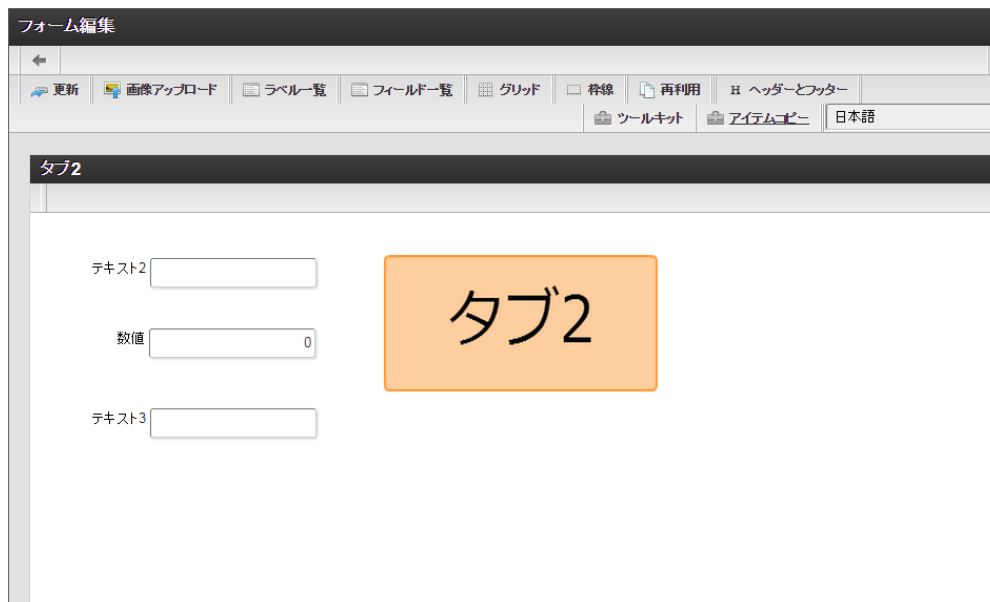 フォーム編集
更新 画像アップロード ラベル一覧 フィールド一覧 グリッド 枠線 再利用 H ヘッダーとフッター
ツールキット アイテムコピー 日本語
タブ2
テキスト2
タブ2
数値 0
テキスト3